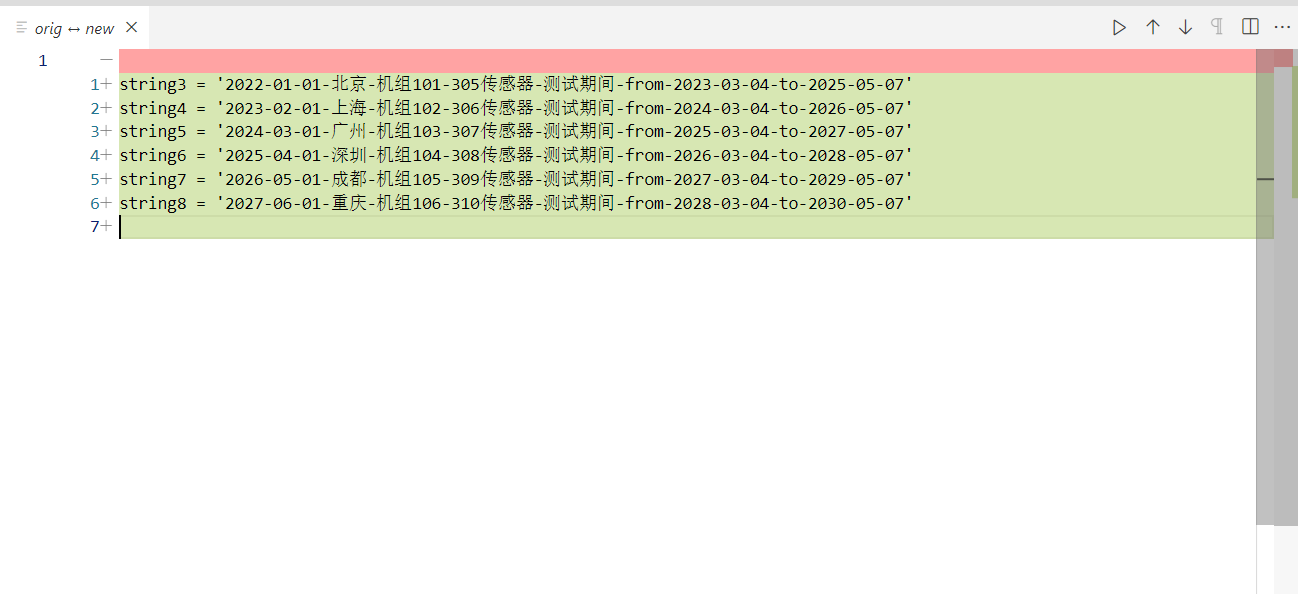 orig ↔ new
1 −
1+ string3 = '2022-01-01-北京-机组101-305传感器-测试期间-from-2023-03-04-to-2025-05-07'
2+ string4 = '2023-02-01-上海-机组102-306传感器-测试期间-from-2024-03-04-to-2026-05-07'
3+ string5 = '2024-03-01-广州-机组103-307传感器-测试期间-from-2025-03-04-to-2027-05-07'
4+ string6 = '2025-04-01-深圳-机组104-308传感器-测试期间-from-2026-03-04-to-2028-05-07'
5+ string7 = '2026-05-01-成都-机组105-309传感器-测试期间-from-2027-03-04-to-2029-05-07'
6+ string8 = '2027-06-01-重庆-机组106-310传感器-测试期间-from-2028-03-04-to-2030-05-07'
7+